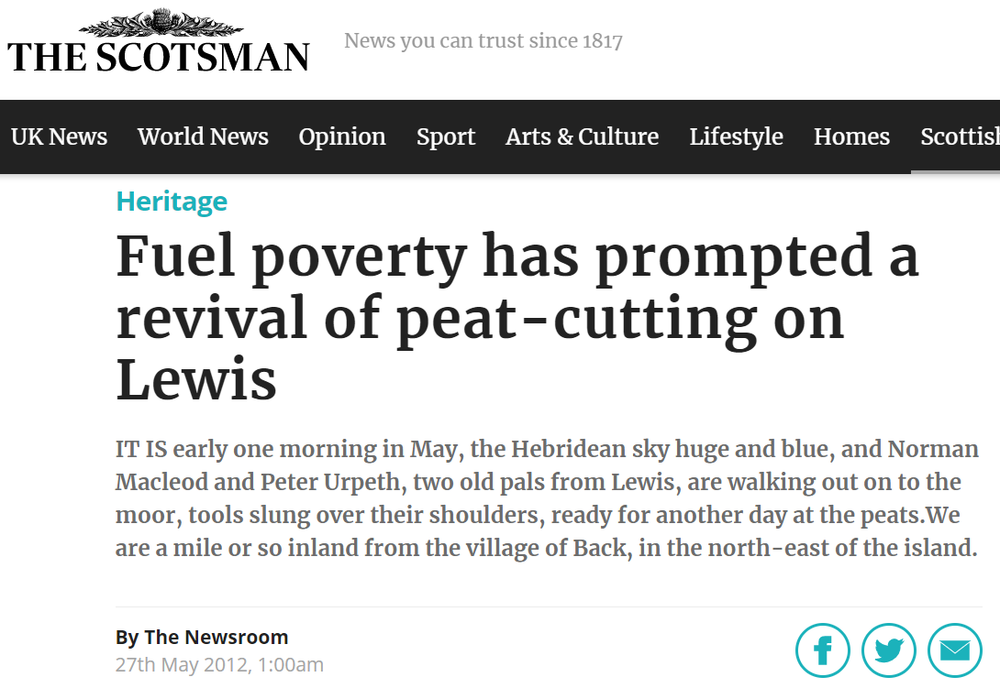 THE SCOTSMAN
News you can trust since 1817
UK News World News Opinion Sport Arts & Culture Lifestyle Homes Scottish
Heritage
Fuel poverty has prompted a
revival of peat-cutting on
Lewis
IT IS early one morning in May, the Hebridean sky huge and blue, and Norman
Macleod and Peter Urpeth, two old pals from Lewis, are walking out on to the
moor, tools slung over their shoulders, ready for another day at the peats.We
are a mile or so inland from the village of Back, in the north-east of the island.
By The Newsroom
27th May 2012, 1:00am